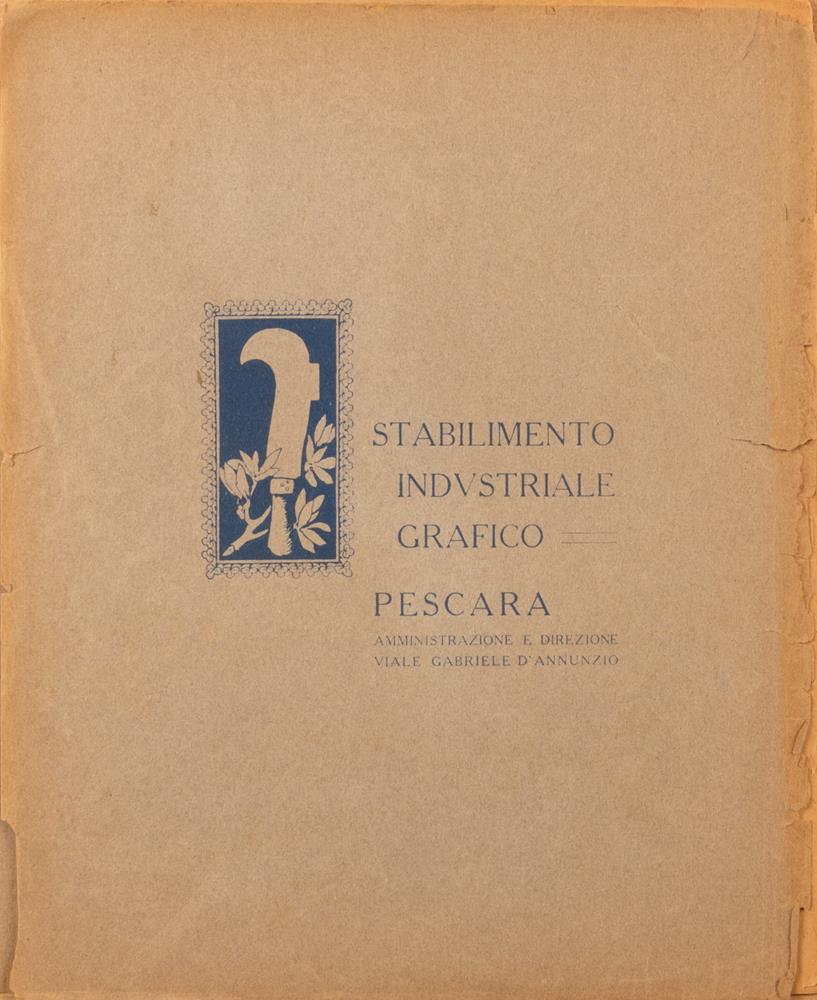 STABILIMENTO
INDVSTRIALE
GRAFICO
PESCARA
AMMINISTRAZIONE E DIREZIONE
VIALE GABRIELE D'ANNUNZIO